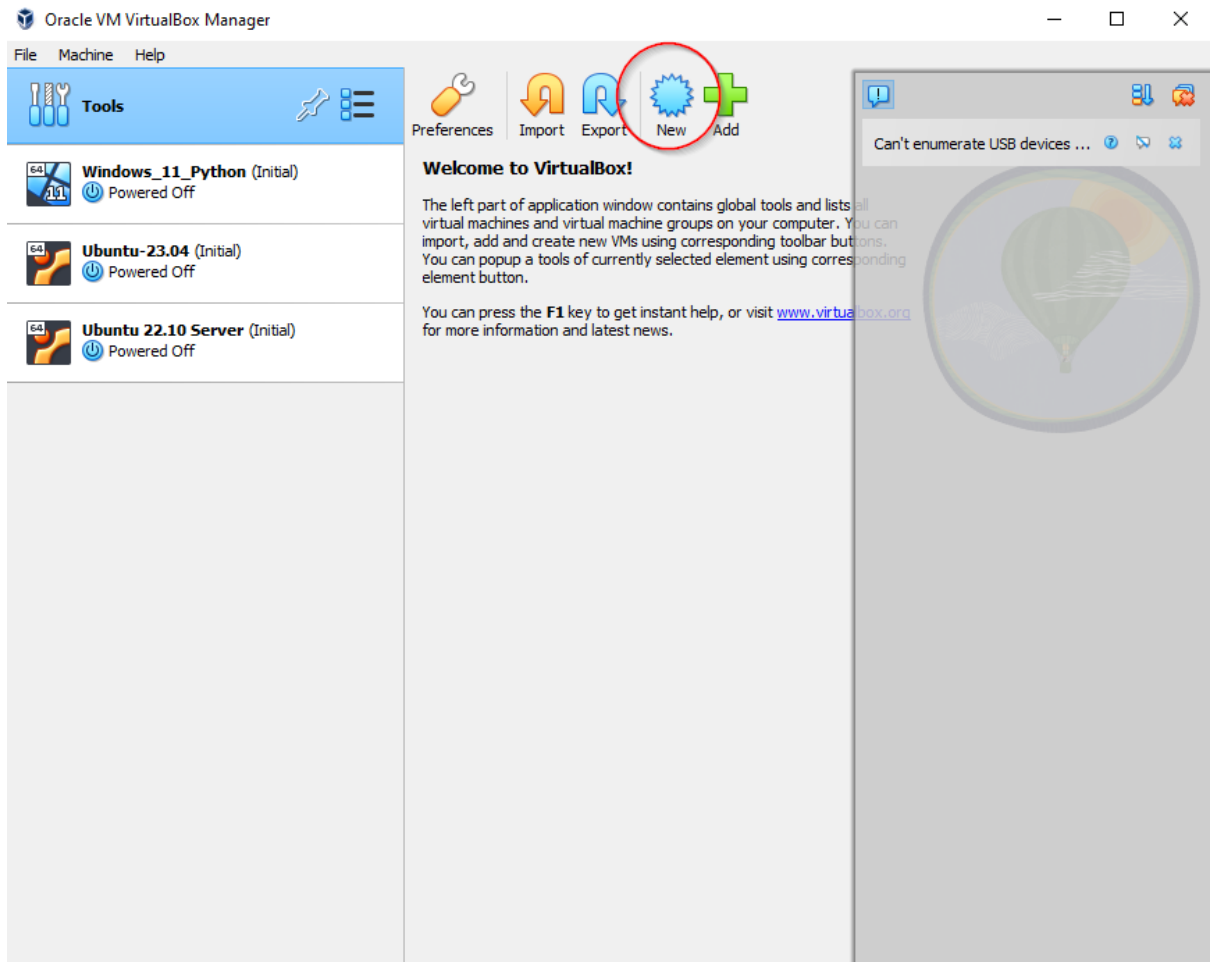 Oracle VM VirtualBox Manager
File Machine Help
Tools
Preferences Import Export New Add
Can't enumerate USB devices ...
64 11 Windows_11_Python (Initial)
Powered Off
64 Ubuntu-23.04 (Initial)
Powered Off
64 Ubuntu 22.10 Server (Initial)
Powered Off
Welcome to VirtualBox!
The left part of application window contains global tools and lists all
virtual machines and virtual machine groups on your computer. You can
import, add and create new VMs using corresponding toolbar buttons.
You can popup a tools of currently selected element using corresponding
element button.
You can press the F1 key to get instant help, or visit www.virtualbox.org
for more information and latest news.